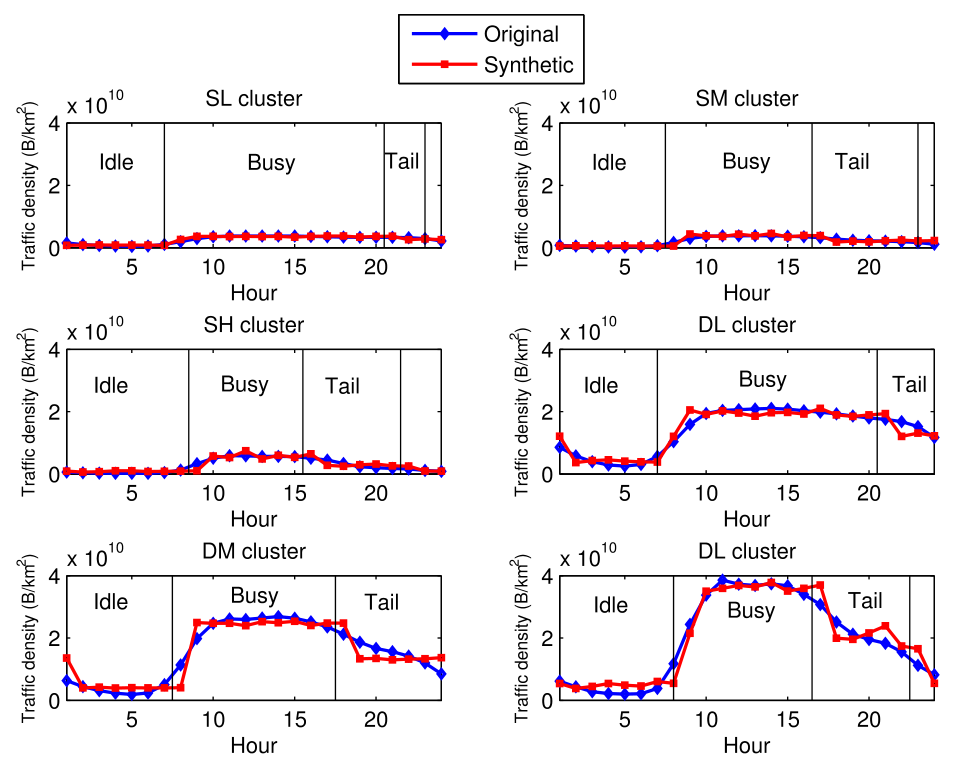 Original
Synthetic
x 10^10
SL cluster
Traffic density (B/km^2)
4
2
0
Idle
Busy
Tail
5 10 15 20
Hour
x 10^10
SM cluster
Traffic density (B/km^2)
4
2
0
Idle
Busy
Tail
5 10 15 20
Hour
x 10^10
SH cluster
Traffic density (B/km^2)
4
2
0
Idle
Busy
Tail
5 10 15 20
Hour
x 10^10
DL cluster
Traffic density (B/km^2)
4
2
0
Idle
Busy
Tail
5 10 15 20
Hour
x 10^10
DM cluster
Traffic density (B/km^2)
4
2
0
Idle
Busy
Tail
5 10 15 20
Hour
x 10^10
DL cluster
Traffic density (B/km^2)
4
2
0
Idle
Busy
Tail
5 10 15 20
Hour